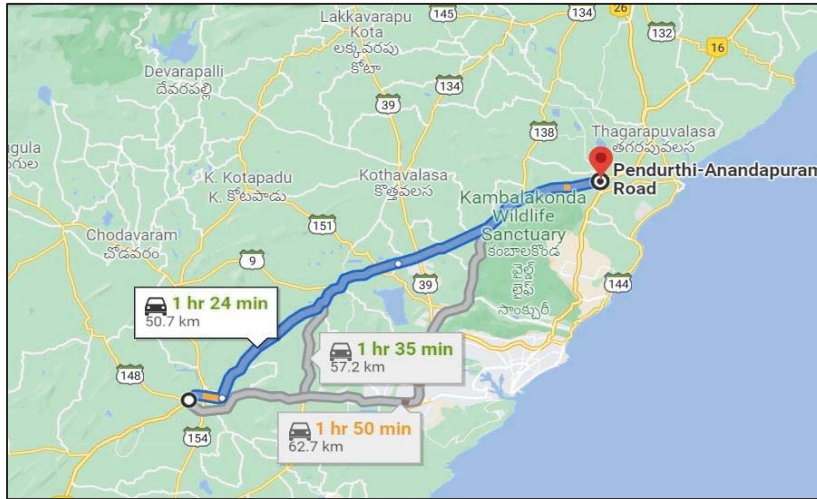 Lakkavarapu
Kota
లక్కవరపు
కోటా
145
134
26
132
16
Devarapalli
దేవరపల్లి
39
134
138
Thagarapuvalasa
తగరపువలస
Pendurthi-Anandapuram
Road
ugula
K. Kotapadu
K. కోటపాడు
Kothavalasa
కొత్తవలస
Kambalakonda
Wildlife
Sanctuary
కంబాలకొండ
వైల్డ్
లైఫ్
సాంక్చురీ
151
Chodavaram
చోడవరం
9
39
144
1 hr 24 min
50.7 km
1 hr 35 min
57.2 km
148
154
1 hr 50 min
62.7 km